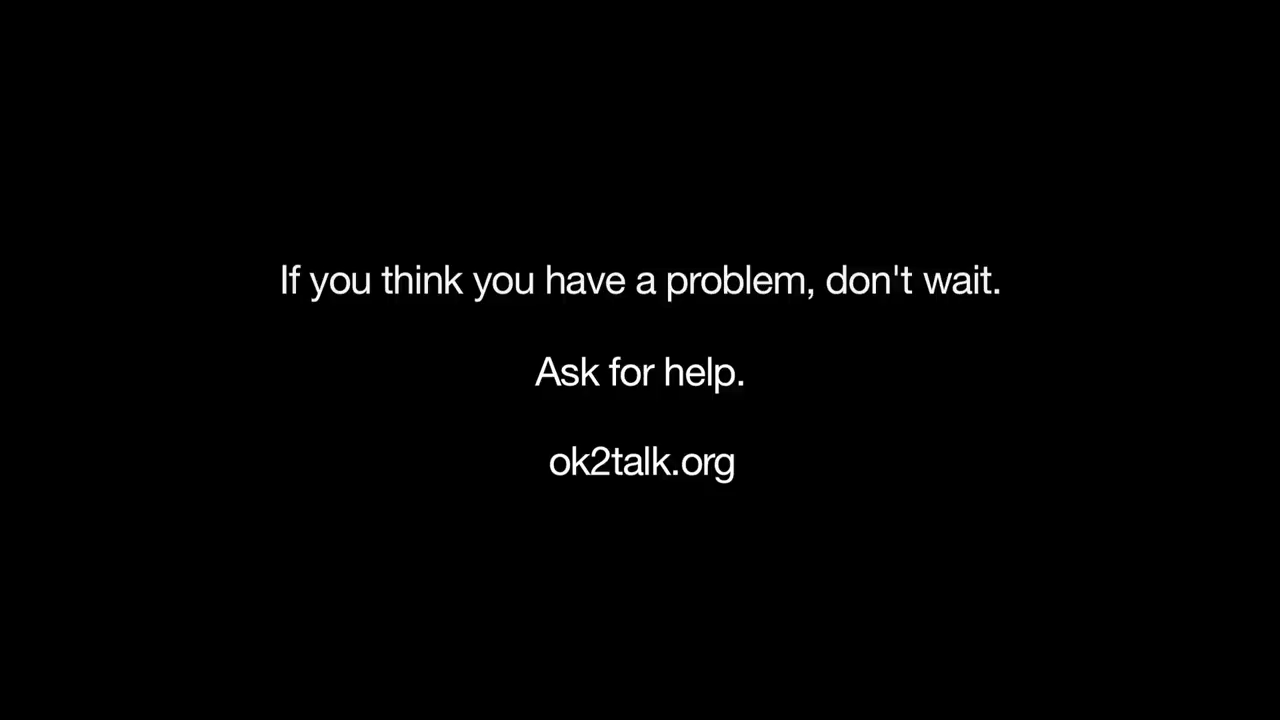 If you think you have a problem, don't wait.
Ask for help.
ok2talk.org